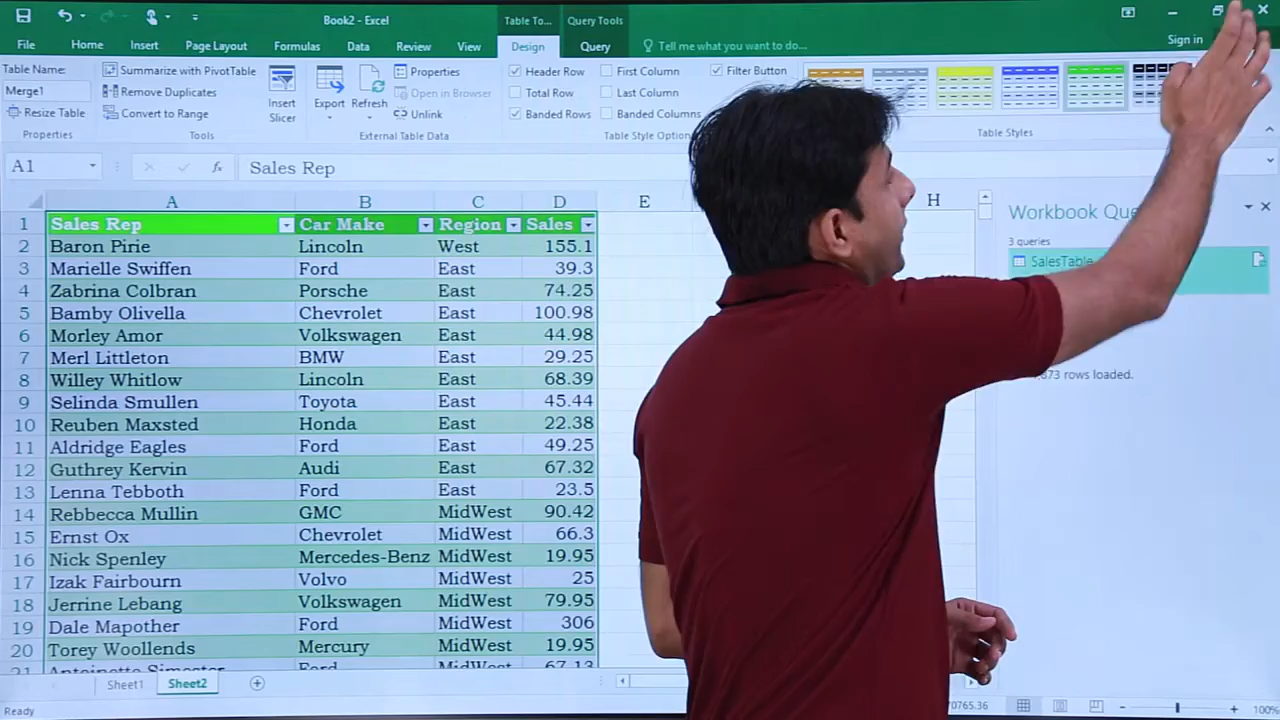 Book2 - Excel
Table To...
Query Tools
Sign in
File
Home
Insert
Page Layout
Formulas
Data
Review
View
Design
Query
Tell me what you want to do...
Table Name:
Merge1
Resize Table
Properties
Summarize with PivotTable
Remove Duplicates
Convert to Range
Tools
Insert
Slicer
Export
Refresh
Properties
Open in Browser
Unlink
External Table Data
Header Row
Total Row
Banded Rows
First Column
Last Column
Banded Columns
Filter Button
Table Style
Table Styles
A1
fx
Sales Rep
A B C D E H
1 Sales Rep Car Make Region Sales
2 Baron Pirie Lincoln West 155.1
3 Marielle Swiffen Ford East 39.3
4 Zabrina Colbran Porsche East 74.25
5 Bamby Olivella Chevrolet East 100.98
6 Morley Amor Volkswagen East 44.98
7 Merl Littleton BMW East 29.25
8 Willey Whitlow Lincoln East 68.39
9 Selinda Smullen Toyota East 45.44
10 Reuben Maxsted Honda East 22.38
11 Aldridge Eagles Ford East 49.25
12 Guthrey Kervin Audi East 67.32
13 Lenna Tebboth Ford East 23.5
14 Rebbecca Mullin GMC MidWest 90.42
15 Ernst Ox Chevrolet MidWest 66.3
16 Nick Spenley Mercedes-Benz MidWest 19.95
17 Izak Fairbourn Volvo MidWest 25
18 Jerrine Lebang Volkswagen MidWest 79.95
19 Dale Mapother Ford MidWest 306
20 Torey Woollends Mercury MidWest 19.95
21 Antoinette Simester Ford MidWest 67.13
Workbook
3 queries
SalesTable
rows loaded.
Sheet1
Sheet2
Ready
100%